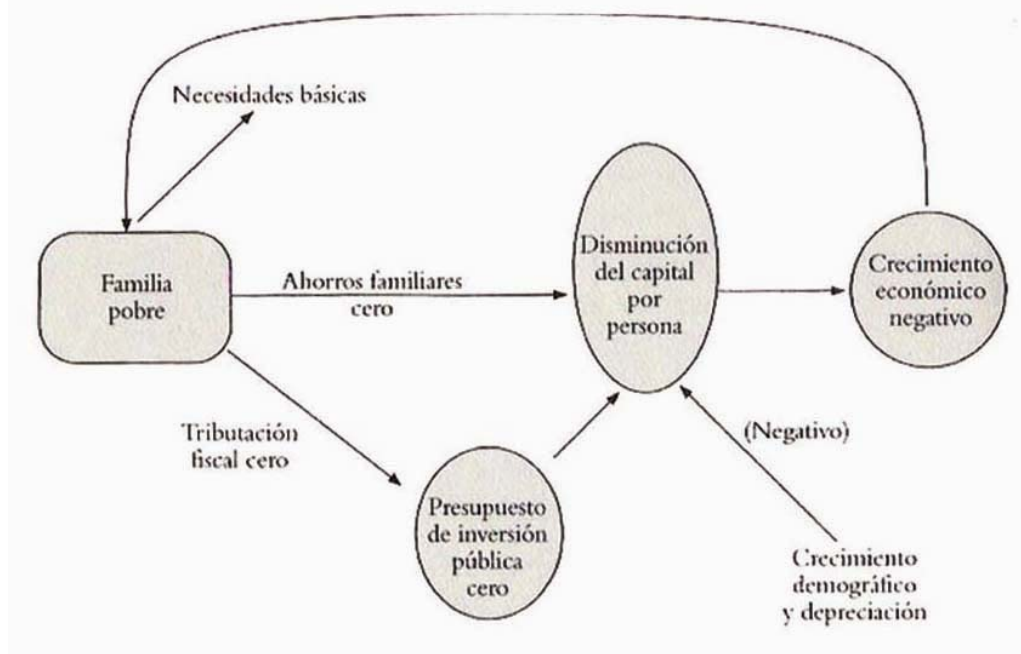 Necesidades básicas
Familia
pobre
Ahorros familiares
cero
Disminución
del capital
por
persona
Crecimiento
económico
negativo
Tributación
fiscal cero
(Negativo)
Presupuesto
de inversión
pública
cero
Crecimiento
demográfico
y depreciación